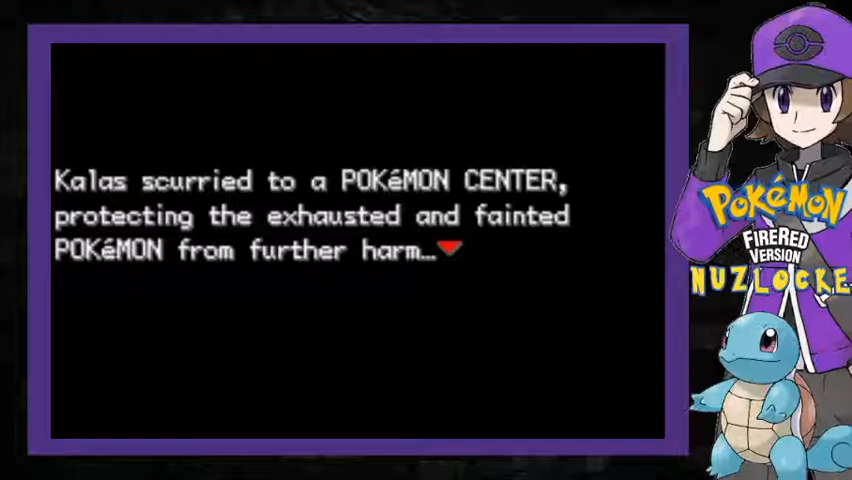 Kalas scurried to a POKéMON CENTER,
protecting the exhausted and fainted
POKéMON from further harm…
POKéMON
FIRERED
VERSION
NUZLOCKE